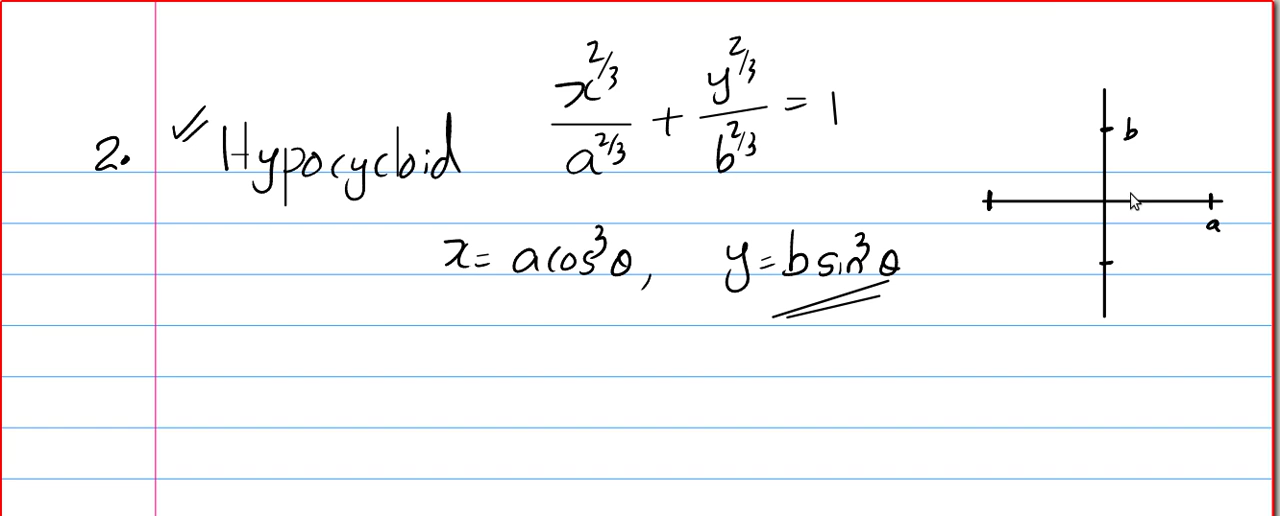 2. Hypocycloid x^{2/3}/a^{2/3} + y^{2/3}/b^{2/3} = 1
b
a
x = a cos³θ, y = b sin³θ